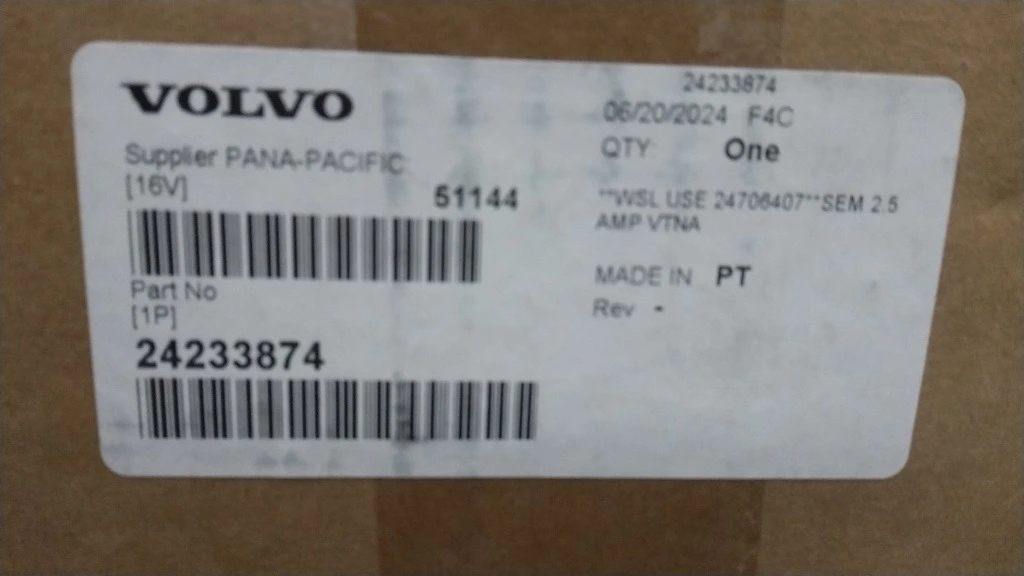 VOLVO
Supplier PANA-PACIFIC
[16V]
51144
Part No
[1P]
24233874
24233874
06/20/2024 F4C
QTY: One
**WSL USE 24706407**SEM 2.5
AMP VTNA
MADE IN PT
Rev -